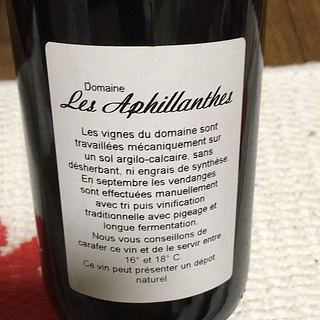 Domaine
Les Aphillanthes
Les vignes du domaine sont
travaillées mécaniquement sur
un sol argilo-calcaire, sans
désherbant, ni engrais de synthèse.
En septembre les vendanges
sont effectuées manuellement
avec tri puis vinification
traditionnelle avec pigeage et
longue fermentation.
Nous vous conseillons de
carafer ce vin et de le servir entre
16° et 18° C.
Ce vin peut présenter un dépot
naturel.